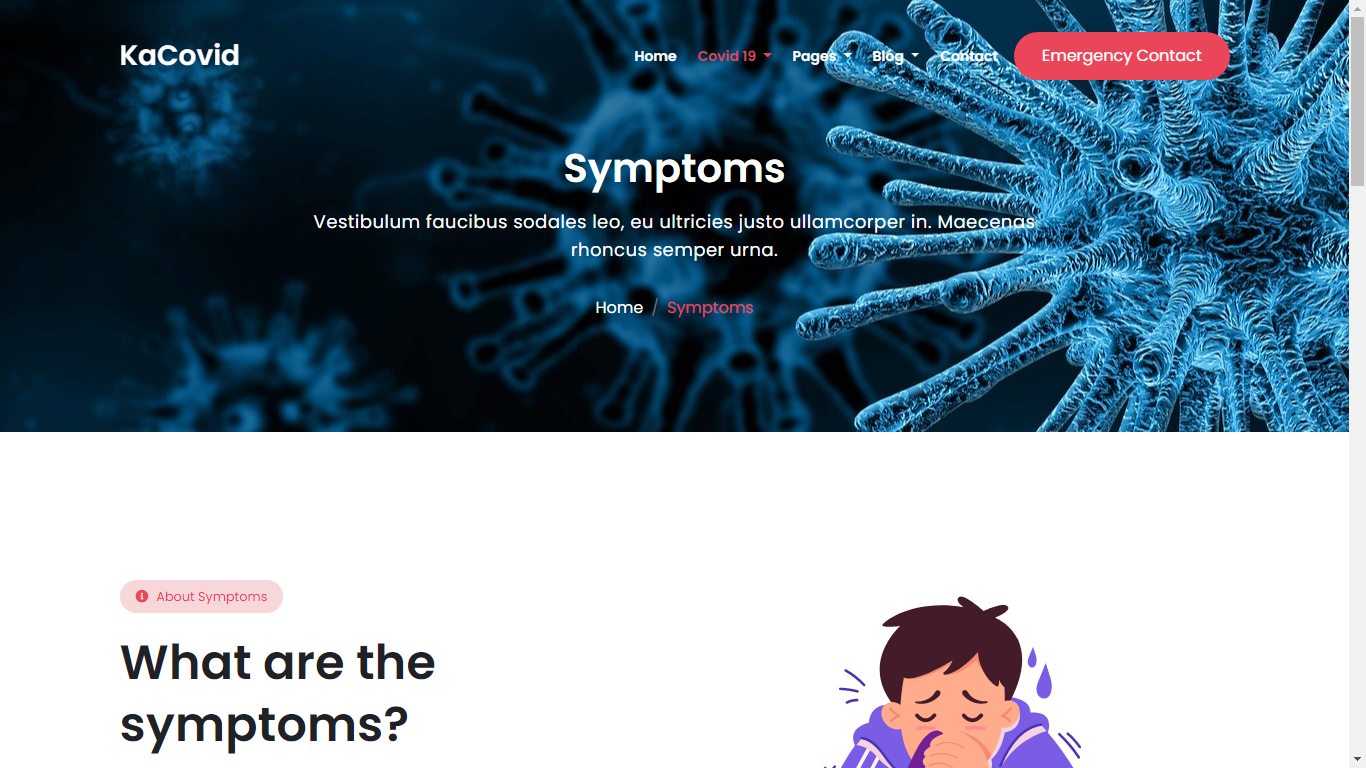 KaCovid
Home Covid 19 Pages Blog Contact Emergency Contact
Symptoms
Vestibulum faucibus sodales leo, eu ultricies justo ullamcorper in. Maecenas
rhoncus semper urna.
Home / Symptoms
About Symptoms
What are the
symptoms?